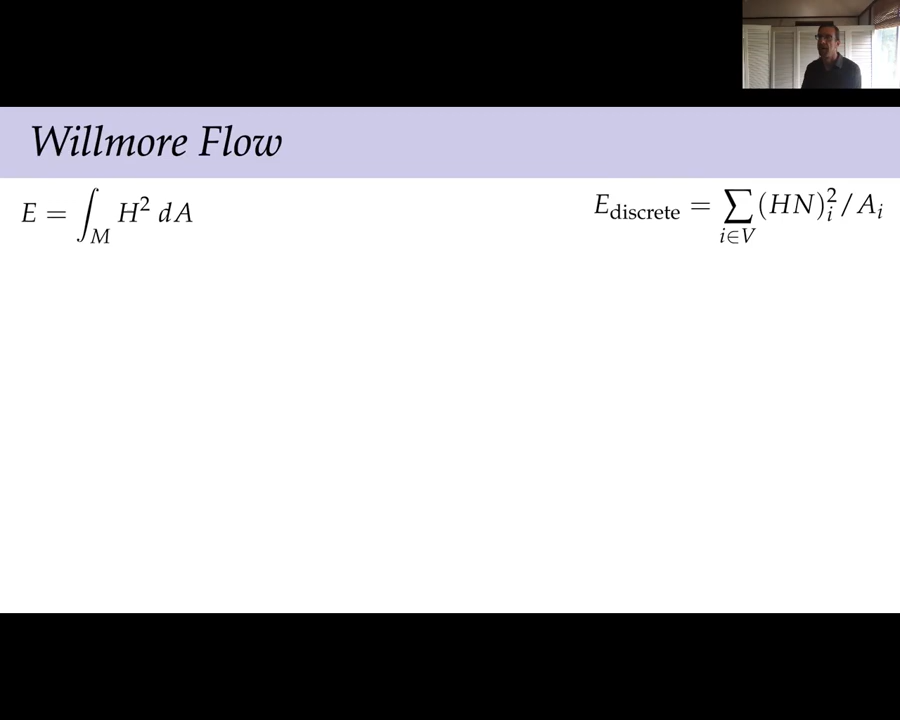 Willmore Flow
E = ∫_M H² dA
E_discrete = ∑_{i∈V} (HN)²_i / A_i